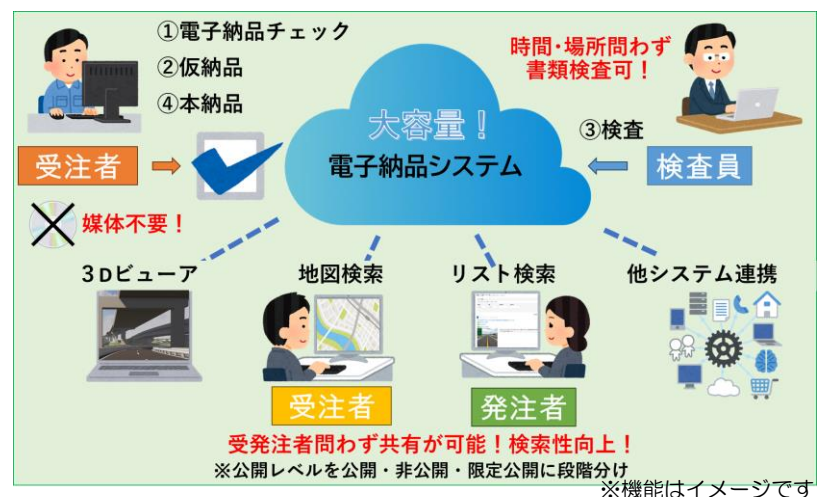 ①電子納品チェック
②仮納品
④本納品
時間・場所問わず
書類検査可！
大容量！
電子納品システム
③検査
受注者
検査員
媒体不要！
３Dビューア
地図検索
リスト検索
他システム連携
受注者
発注者
受発注者問わず共有が可能！検索性向上！
※公開レベルを公開・非公開・限定公開に段階分け
※機能はイメージです